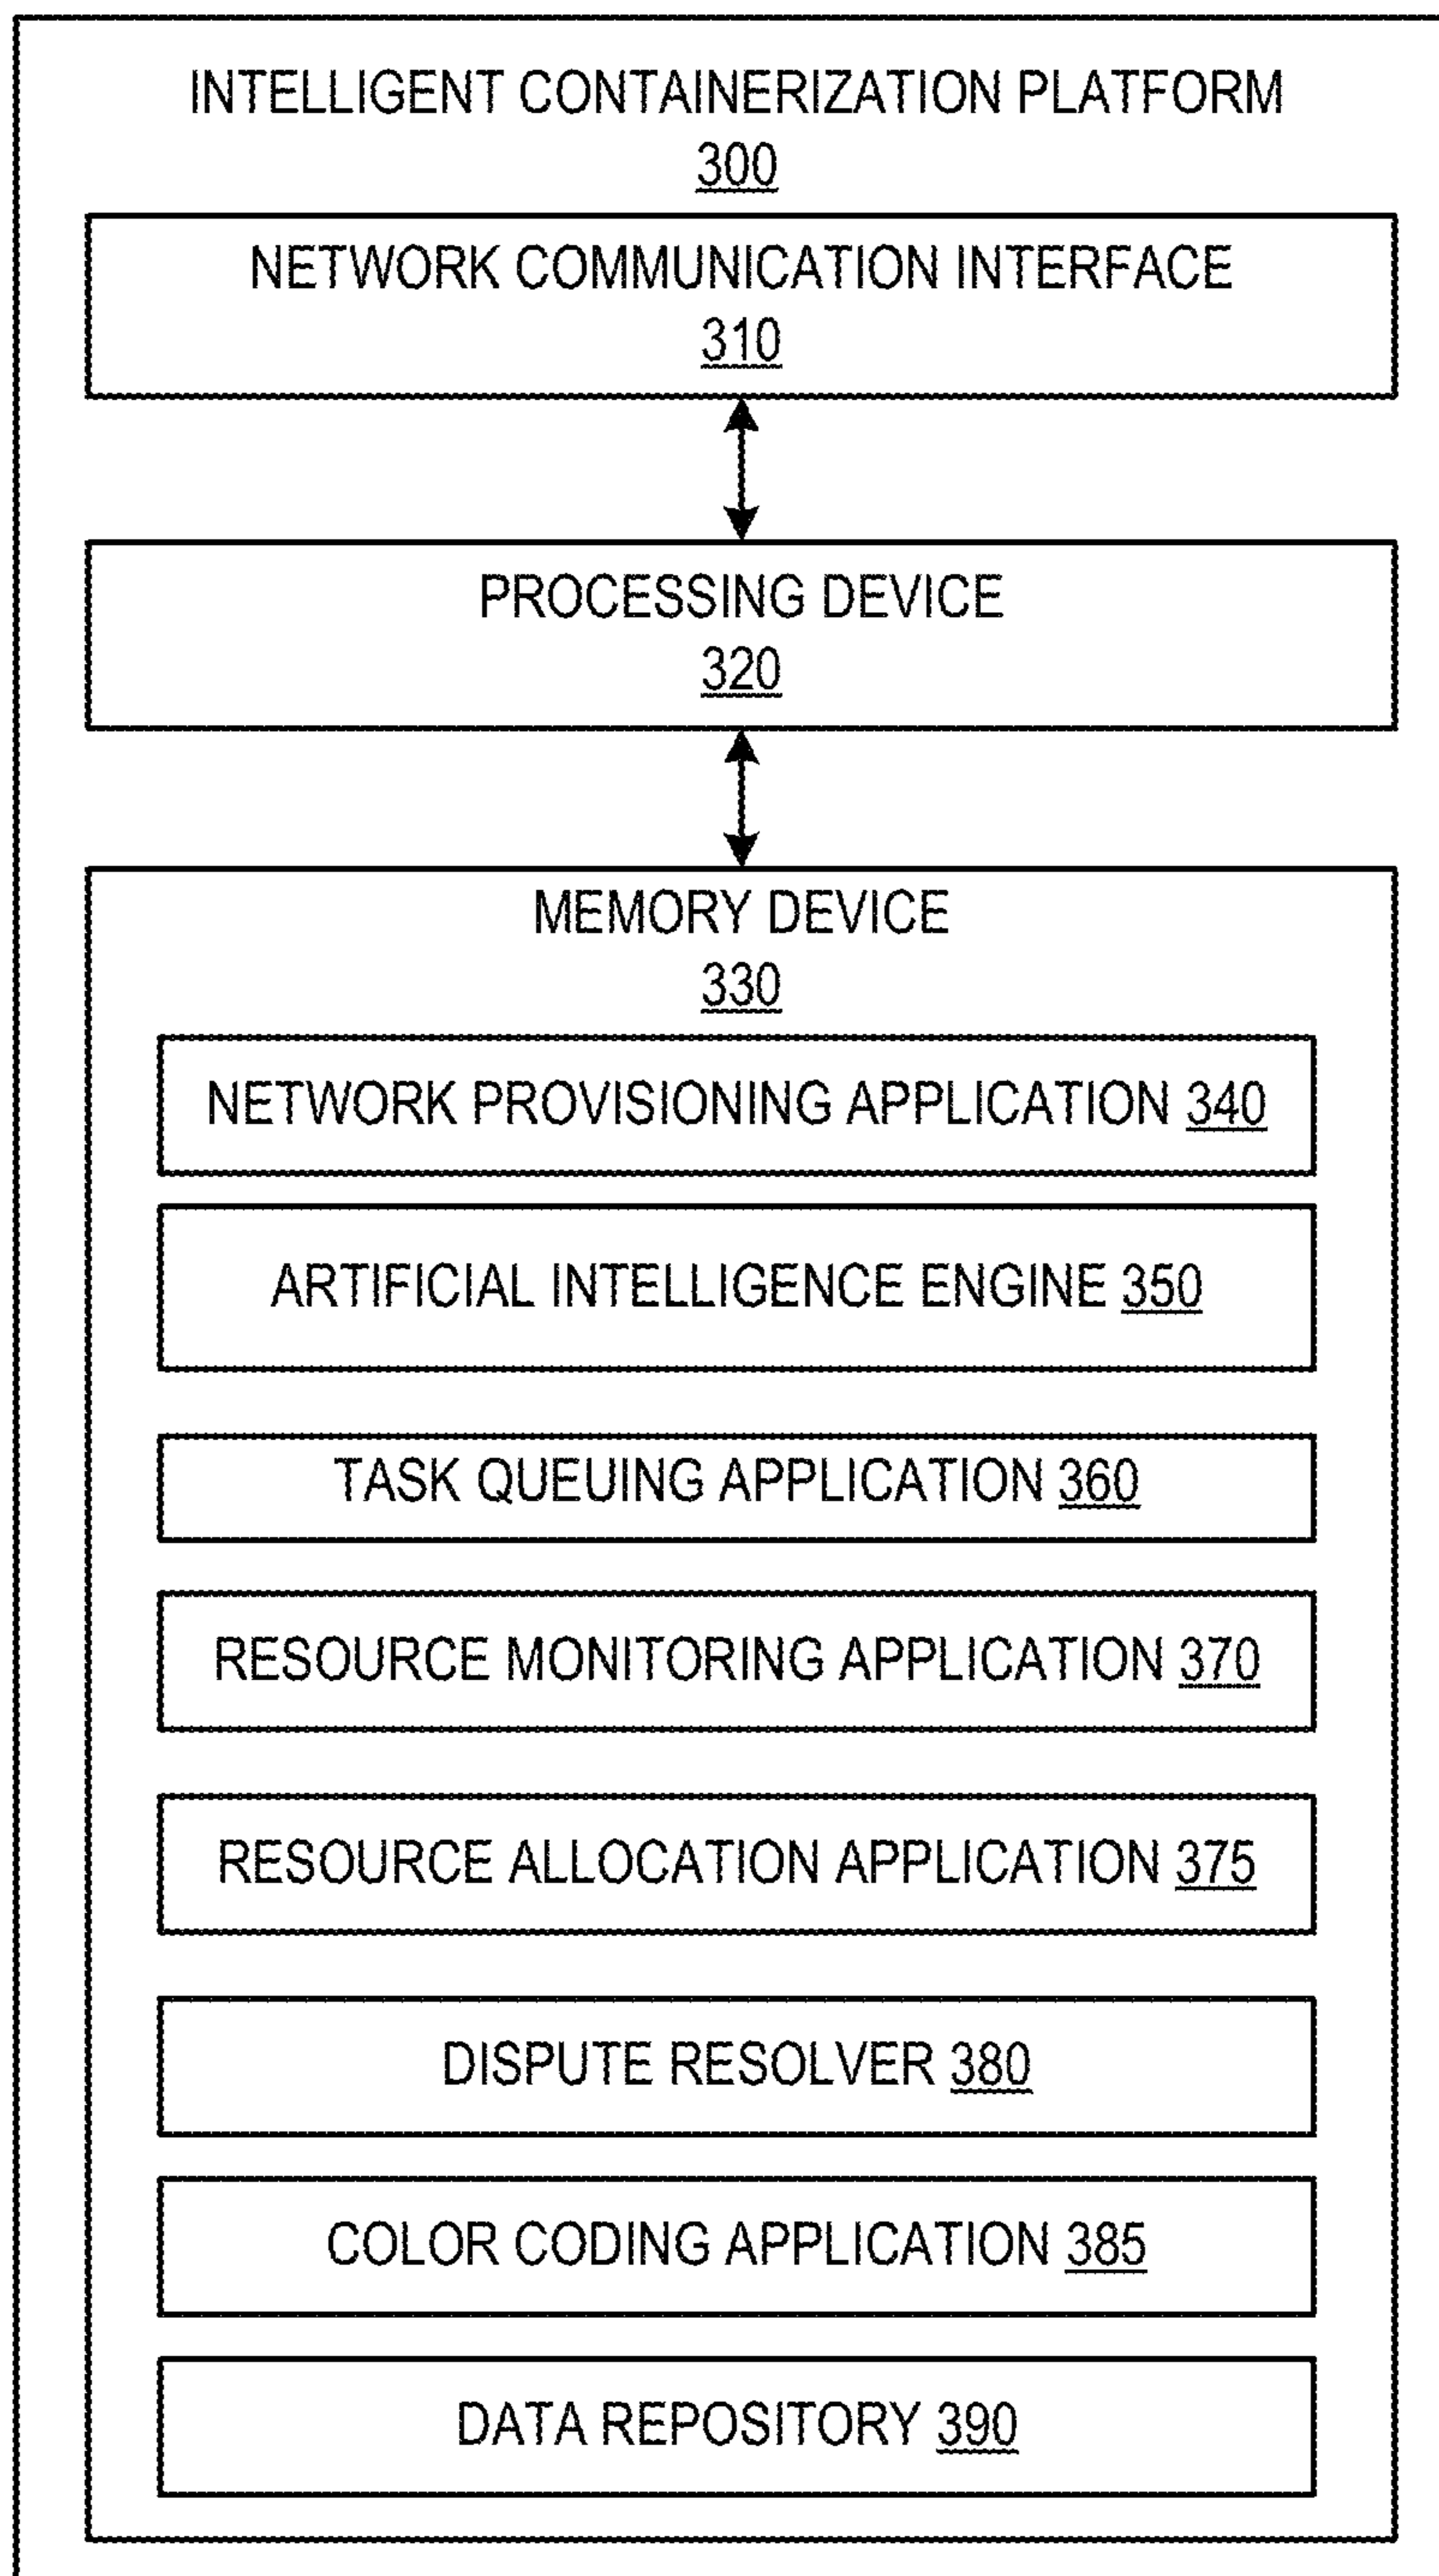 INTELLIGENT CONTAINERIZATION PLATFORM
300
NETWORK COMMUNICATION INTERFACE
310
PROCESSING DEVICE
320
MEMORY DEVICE
330
NETWORK PROVISIONING APPLICATION 340
ARTIFICIAL INTELLIGENCE ENGINE 350
TASK QUEUING APPLICATION 360
RESOURCE MONITORING APPLICATION 370
RESOURCE ALLOCATION APPLICATION 375
DISPUTE RESOLVER 380
COLOR CODING APPLICATION 385
DATA REPOSITORY 390